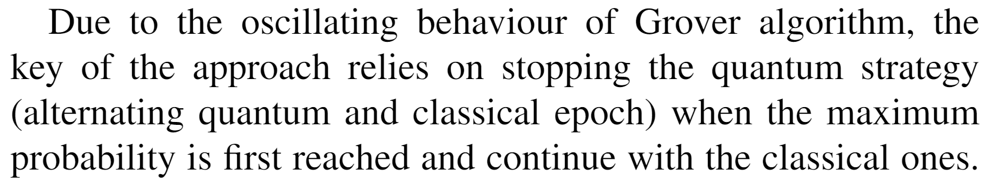 Due to the oscillating behaviour of Grover algorithm, the
key of the approach relies on stopping the quantum strategy
(alternating quantum and classical epoch) when the maximum
probability is first reached and continue with the classical ones.